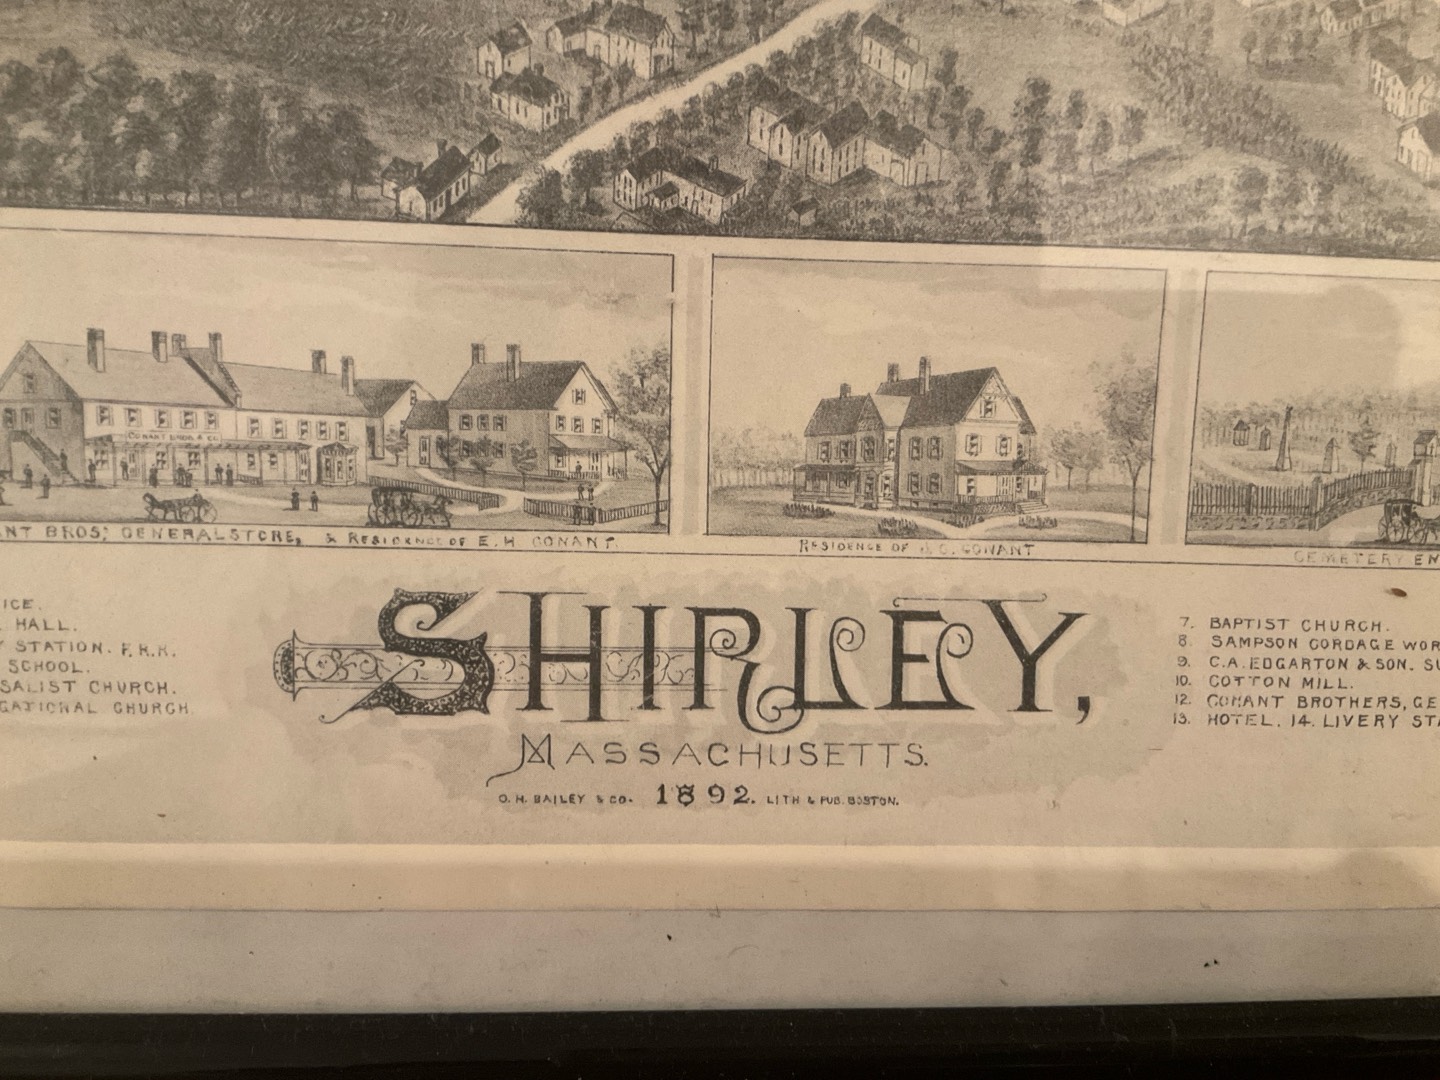 CONANT BROS. & CO.
NT BROS; GENERAL STORE, & RESIDENCE OF E. H. CONANT.
RESIDENCE OF J. C. CONANT
CEMETERY EN
ICE.
HALL.
STATION. F.R.R.
SCHOOL.
SALIST CHURCH.
GATIONAL CHURCH.
SHIRLEY,
MASSACHUSETTS.
O. H. BAILEY & CO. 1892. LITH & PUB. BOSTON.
7. BAPTIST CHURCH.
8. SAMPSON CORDAGE WOR
9. C.A. EDGARTON & SON. SU
10. COTTON MILL.
12. CONANT BROTHERS, GE
13. HOTEL. 14. LIVERY STA